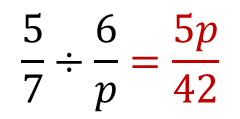 5/7 ÷ 6/p = 5p/42